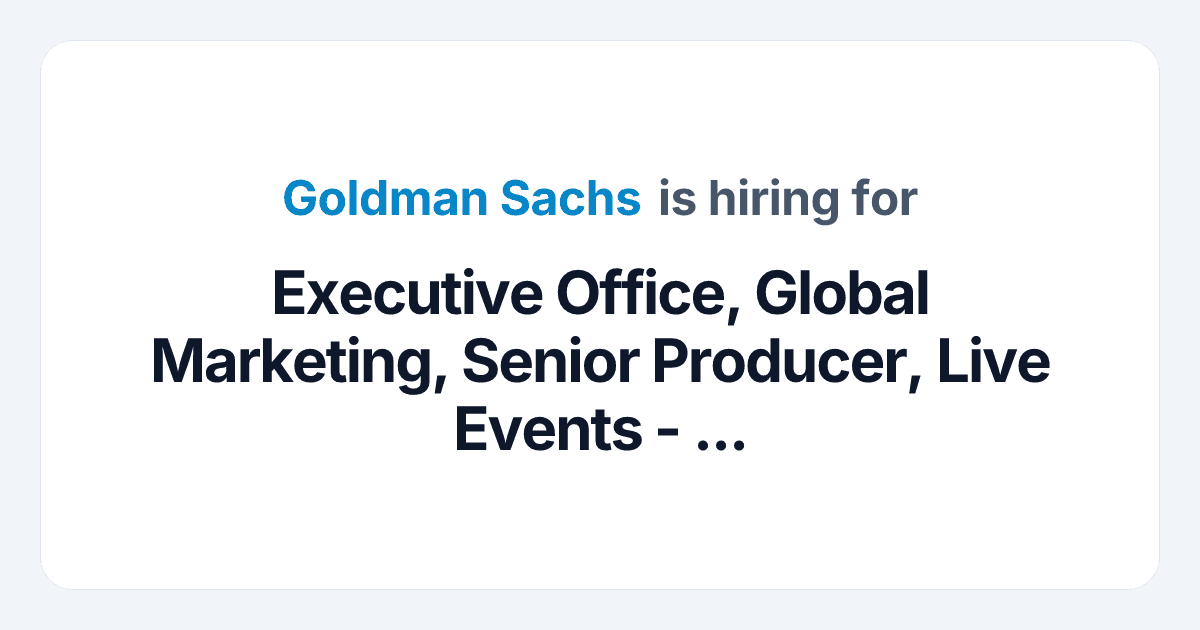 Goldman Sachs is hiring for
Executive Office, Global
Marketing, Senior Producer, Live
Events - ...